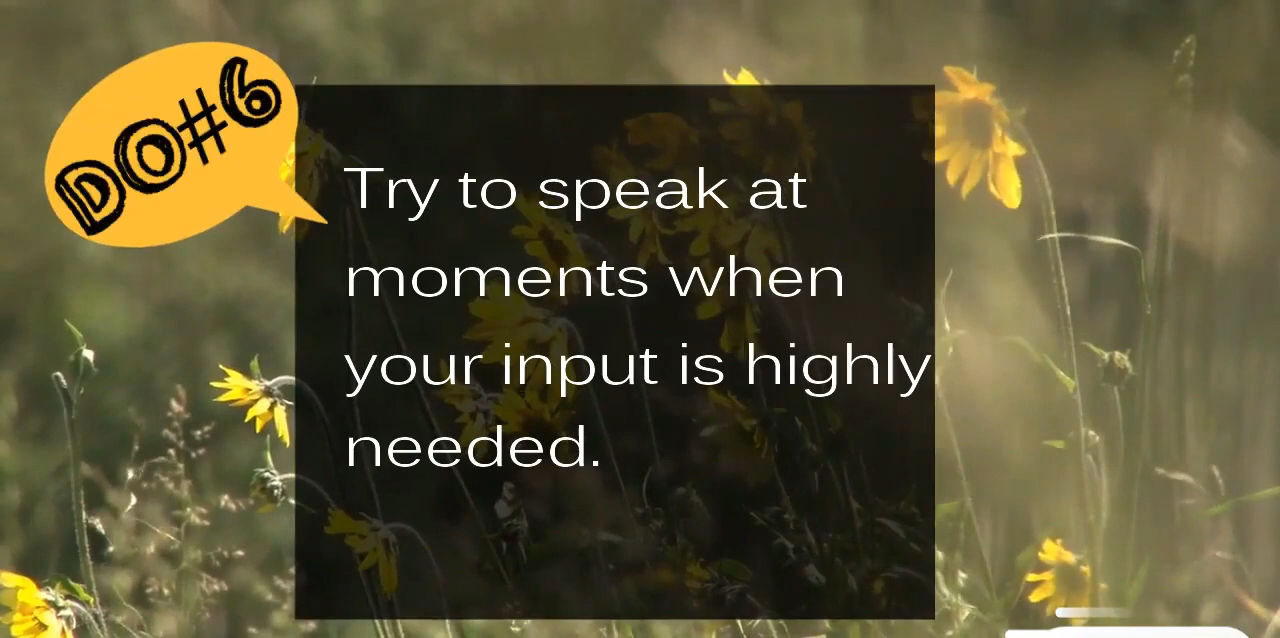 DO#6
Try to speak at
moments when
your input is highly
needed.